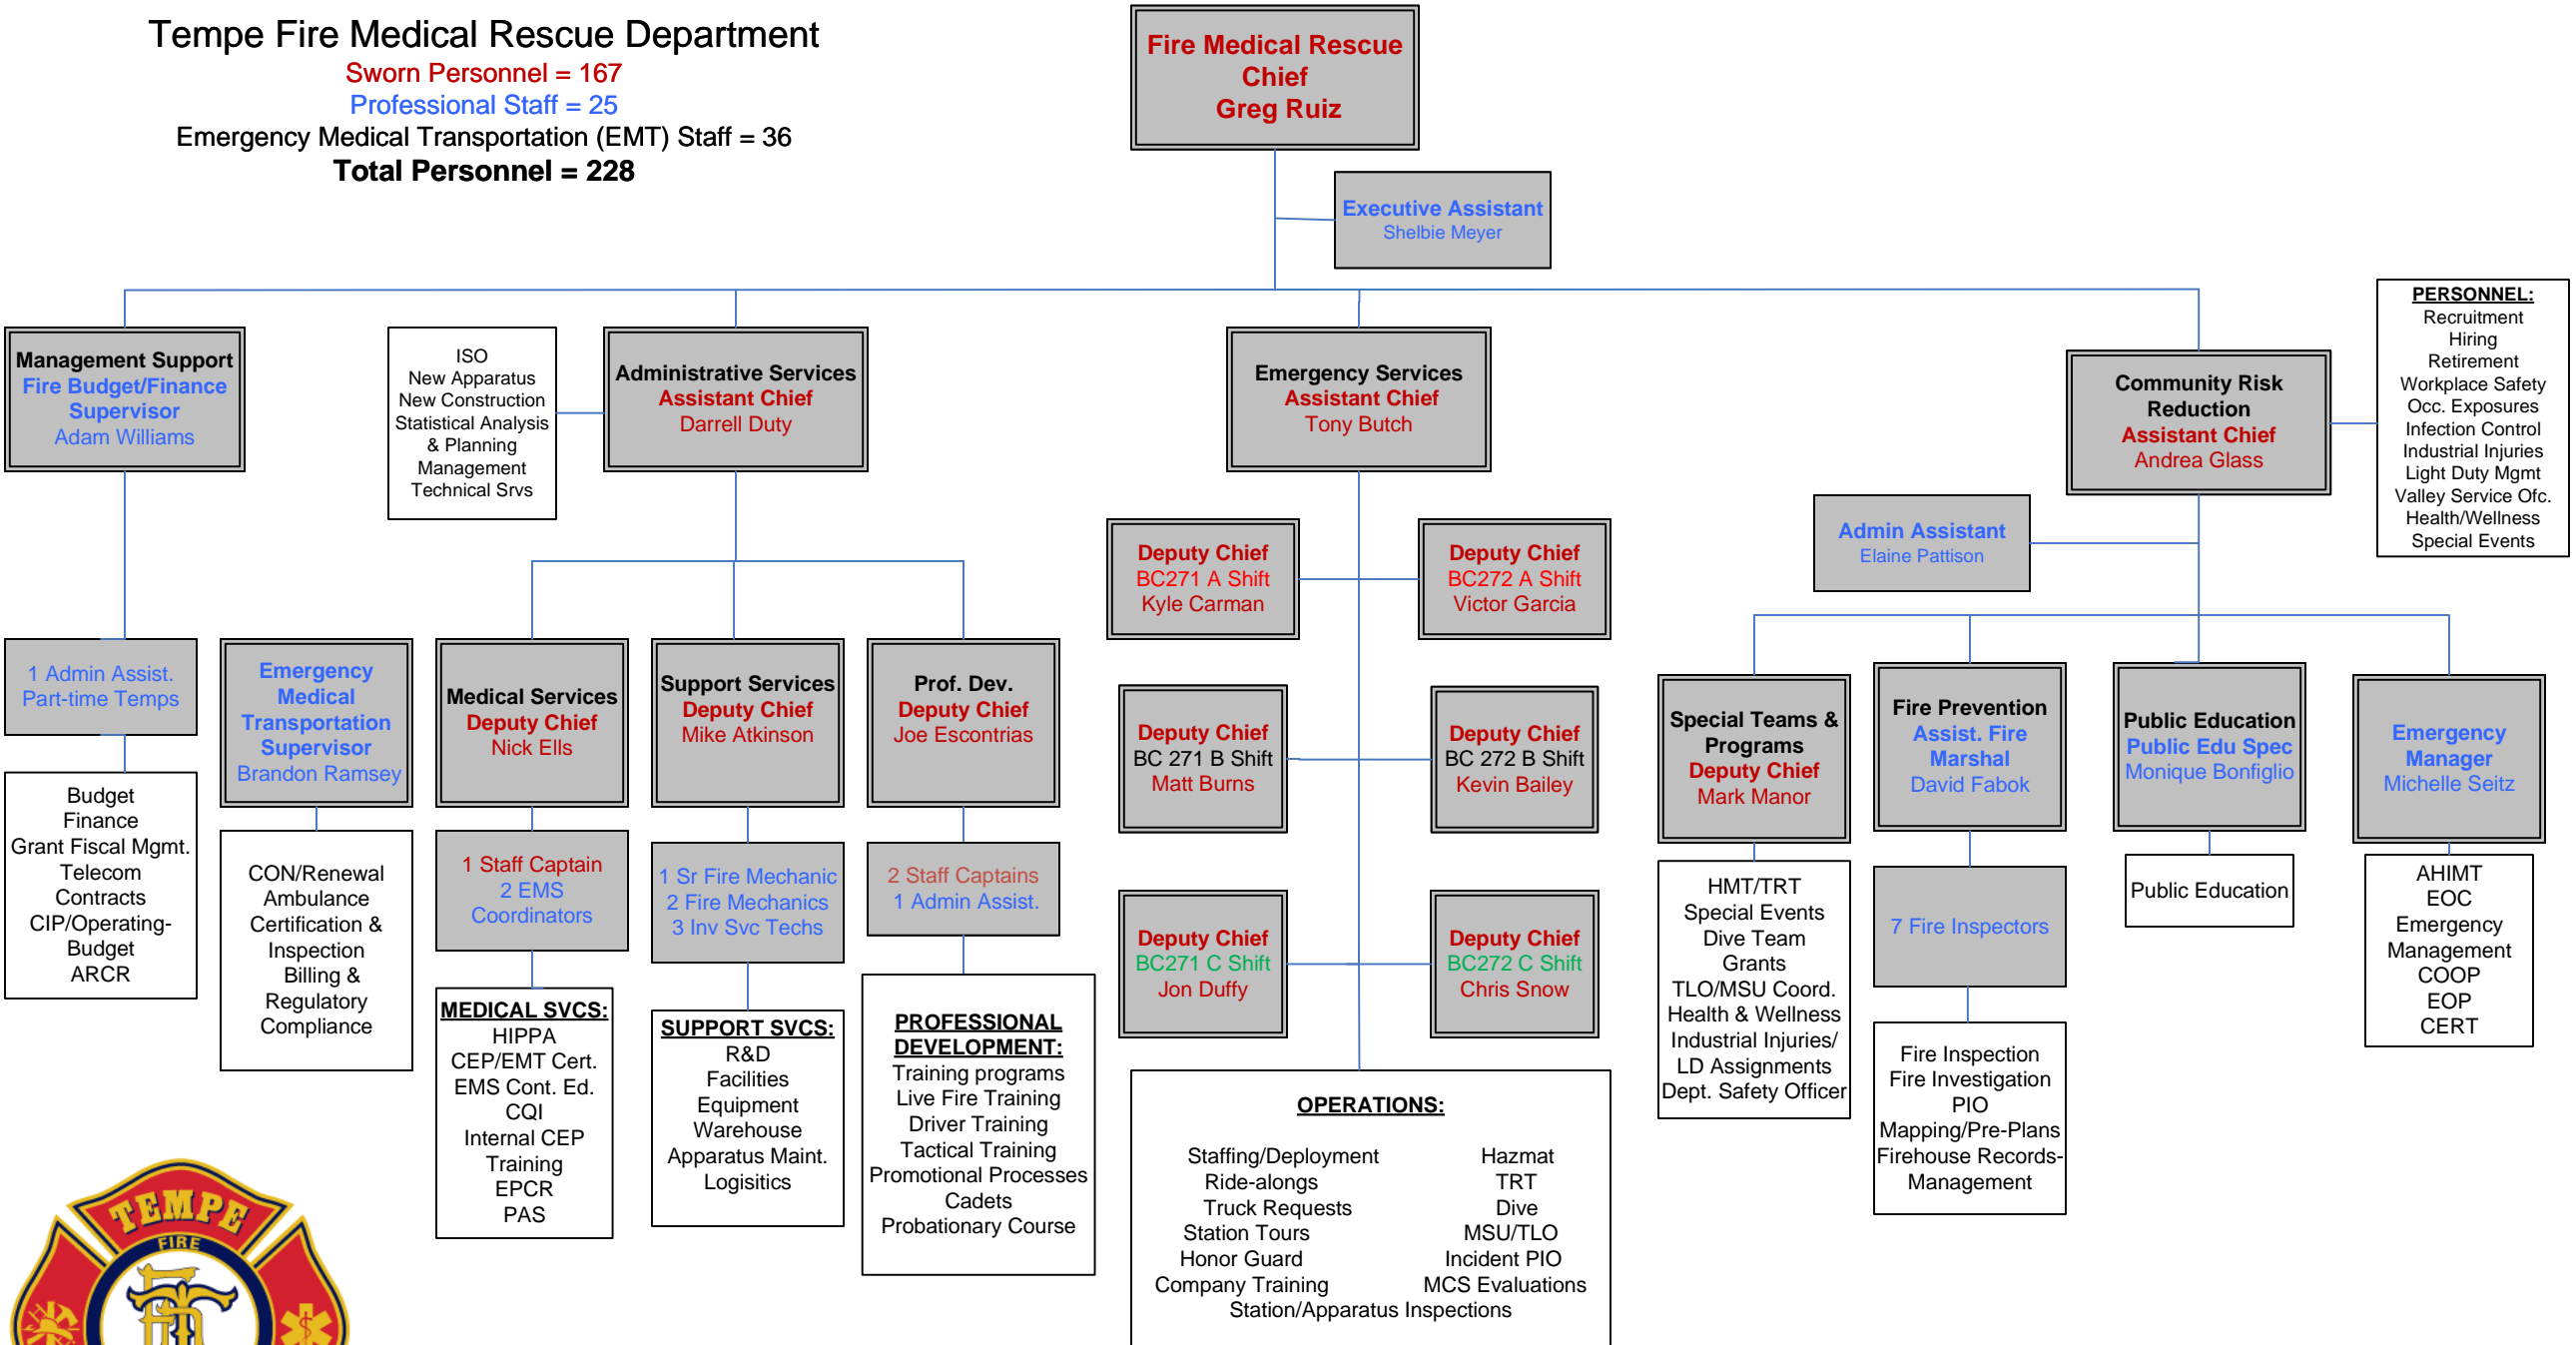 Tempe Fire Medical Rescue Department
Sworn Personnel = 167
Professional Staff = 25
Emergency Medical Transportation (EMT) Staff = 36
Total Personnel = 228
Fire Medical Rescue
Chief
Greg Ruiz
Executive Assistant
Shelbie Meyer
Management Support
Fire Budget/Finance
Supervisor
Adam Williams
ISO
New Apparatus
New Construction
Statistical Analysis
& Planning
Management
Technical Srvs
Administrative Services
Assistant Chief
Darrell Duty
Emergency Services
Assistant Chief
Tony Butch
Community Risk
Reduction
Assistant Chief
Andrea Glass
PERSONNEL:
Recruitment
Hiring
Retirement
Workplace Safety
Occ. Exposures
Infection Control
Industrial Injuries
Light Duty Mgmt
Valley Service Ofc.
Health/Wellness
Special Events
Admin Assistant
Elaine Pattison
1 Admin Assist.
Part-time Temps
Budget
Finance
Grant Fiscal Mgmt.
Telecom
Contracts
CIP/Operating-
Budget
ARCR
Emergency
Medical
Transportation
Supervisor
Brandon Ramsey
CON/Renewal
Ambulance
Certification &
Inspection
Billing &
Regulatory
Compliance
Medical Services
Deputy Chief
Nick Ells
1 Staff Captain
2 EMS
Coordinators
MEDICAL SVCS:
HIPPA
CEP/EMT Cert.
EMS Cont. Ed.
CQI
Internal CEP
Training
EPCR
PAS
Support Services
Deputy Chief
Mike Atkinson
1 Sr Fire Mechanic
2 Fire Mechanics
3 Inv Svc Techs
SUPPORT SVCS:
R&D
Facilities
Equipment
Warehouse
Apparatus Maint.
Logisitics
Prof. Dev.
Deputy Chief
Joe Escontrias
2 Staff Captains
1 Admin Assist.
PROFESSIONAL
DEVELOPMENT:
Training programs
Live Fire Training
Driver Training
Tactical Training
Promotional Processes
Cadets
Probationary Course
Deputy Chief
BC271 A Shift
Kyle Carman
Deputy Chief
BC272 A Shift
Victor Garcia
Deputy Chief
BC 271 B Shift
Matt Burns
Deputy Chief
BC 272 B Shift
Kevin Bailey
Deputy Chief
BC271 C Shift
Jon Duffy
Deputy Chief
BC272 C Shift
Chris Snow
OPERATIONS:
Staffing/Deployment Hazmat
Ride-alongs TRT
Truck Requests Dive
Station Tours MSU/TLO
Honor Guard Incident PIO
Company Training MCS Evaluations
Station/Apparatus Inspections
Special Teams &
Programs
Deputy Chief
Mark Manor
HMT/TRT
Special Events
Dive Team
Grants
TLO/MSU Coord.
Health & Wellness
Industrial Injuries/
LD Assignments
Dept. Safety Officer
Fire Prevention
Assist. Fire
Marshal
David Fabok
7 Fire Inspectors
Fire Inspection
Fire Investigation
PIO
Mapping/Pre-Plans
Firehouse Records-
Management
Public Education
Public Edu Spec
Monique Bonfiglio
Public Education
Emergency
Manager
Michelle Seitz
AHIMT
EOC
Emergency
Management
COOP
EOP
CERT
TEMPE
FIRE